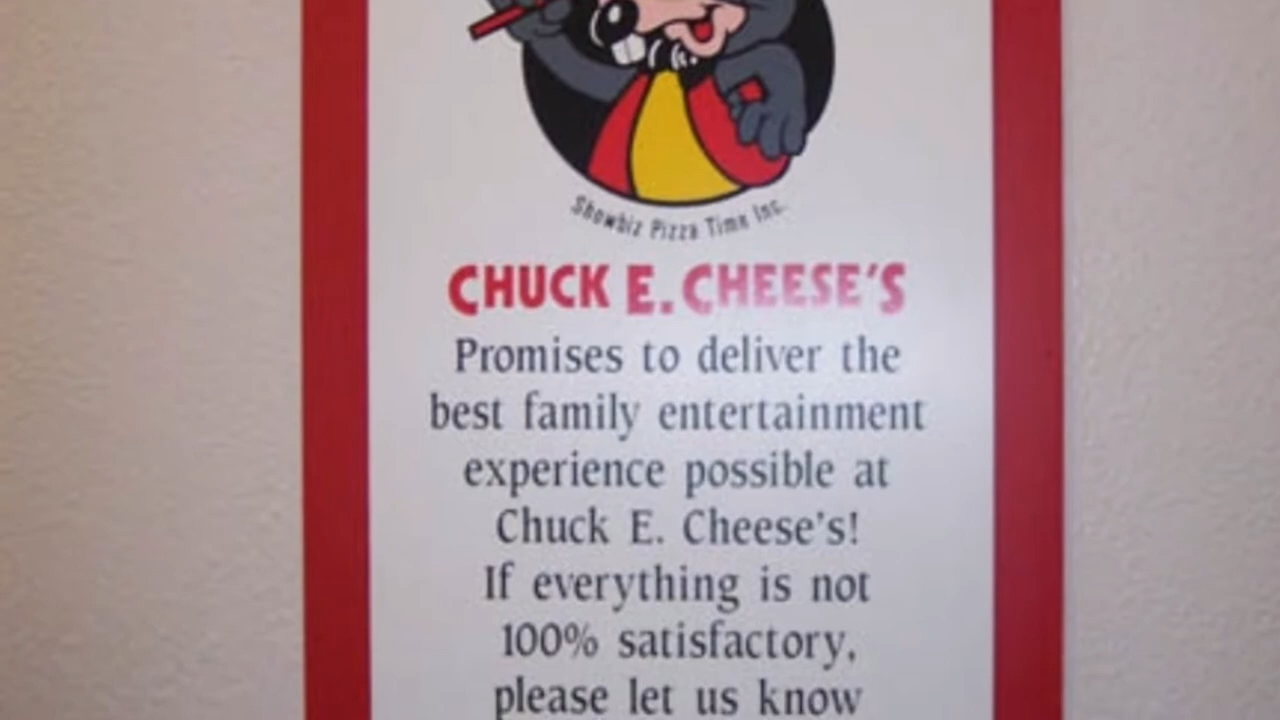 Showbiz Pizza Time Inc.
CHUCK E. CHEESE'S
Promises to deliver the
best family entertainment
experience possible at
Chuck E. Cheese's!
If everything is not
100% satisfactory,
please let us know